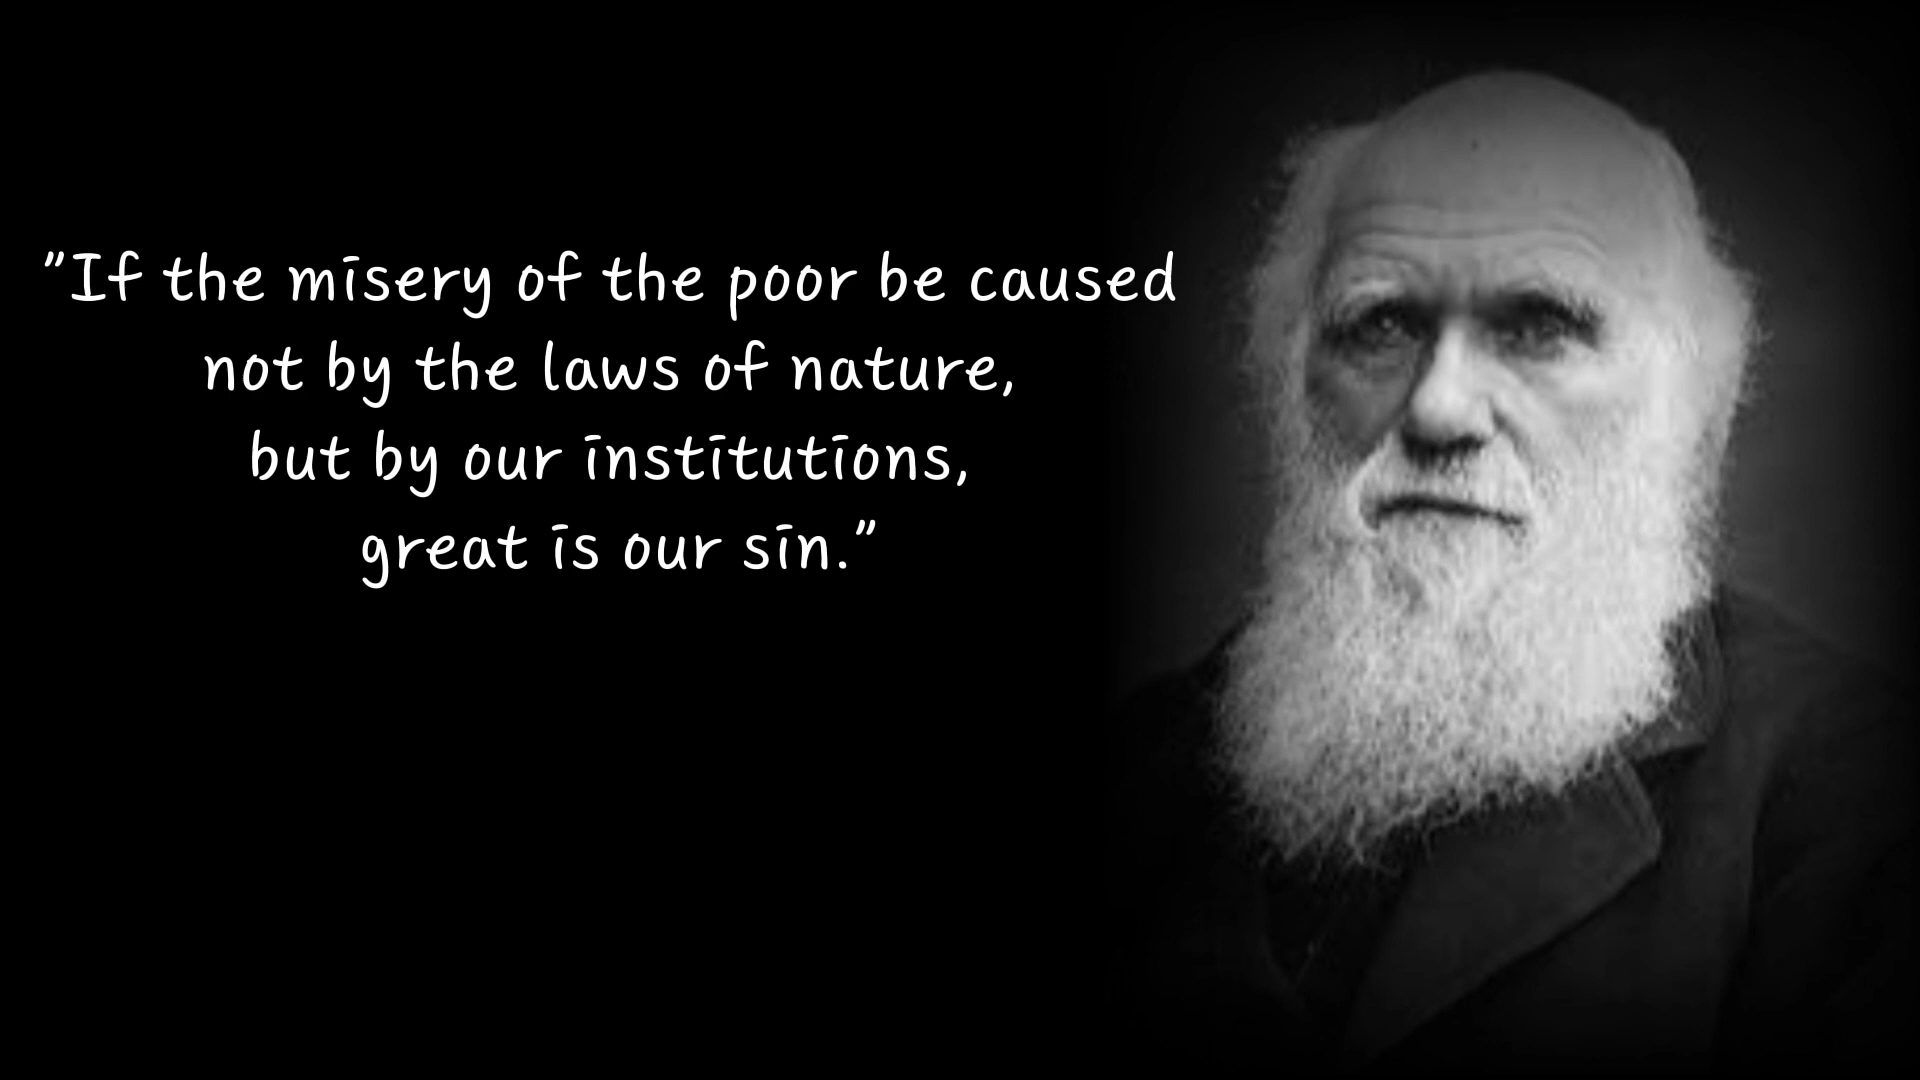 "If the misery of the poor be caused
not by the laws of nature,
but by our institutions,
great is our sin."